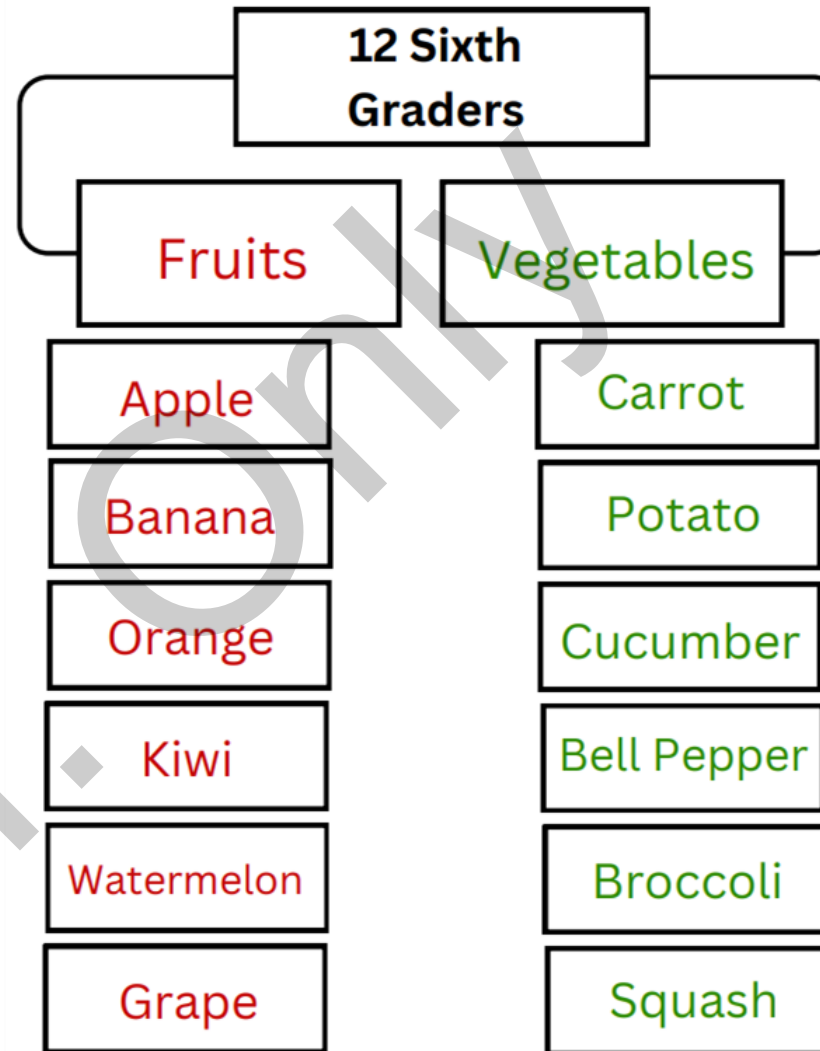 12 Sixth
Graders
Fruits
Vegetables
Apple
Carrot
Banana
Potato
Orange
Cucumber
Kiwi
Bell Pepper
Watermelon
Broccoli
Grape
Squash
Only